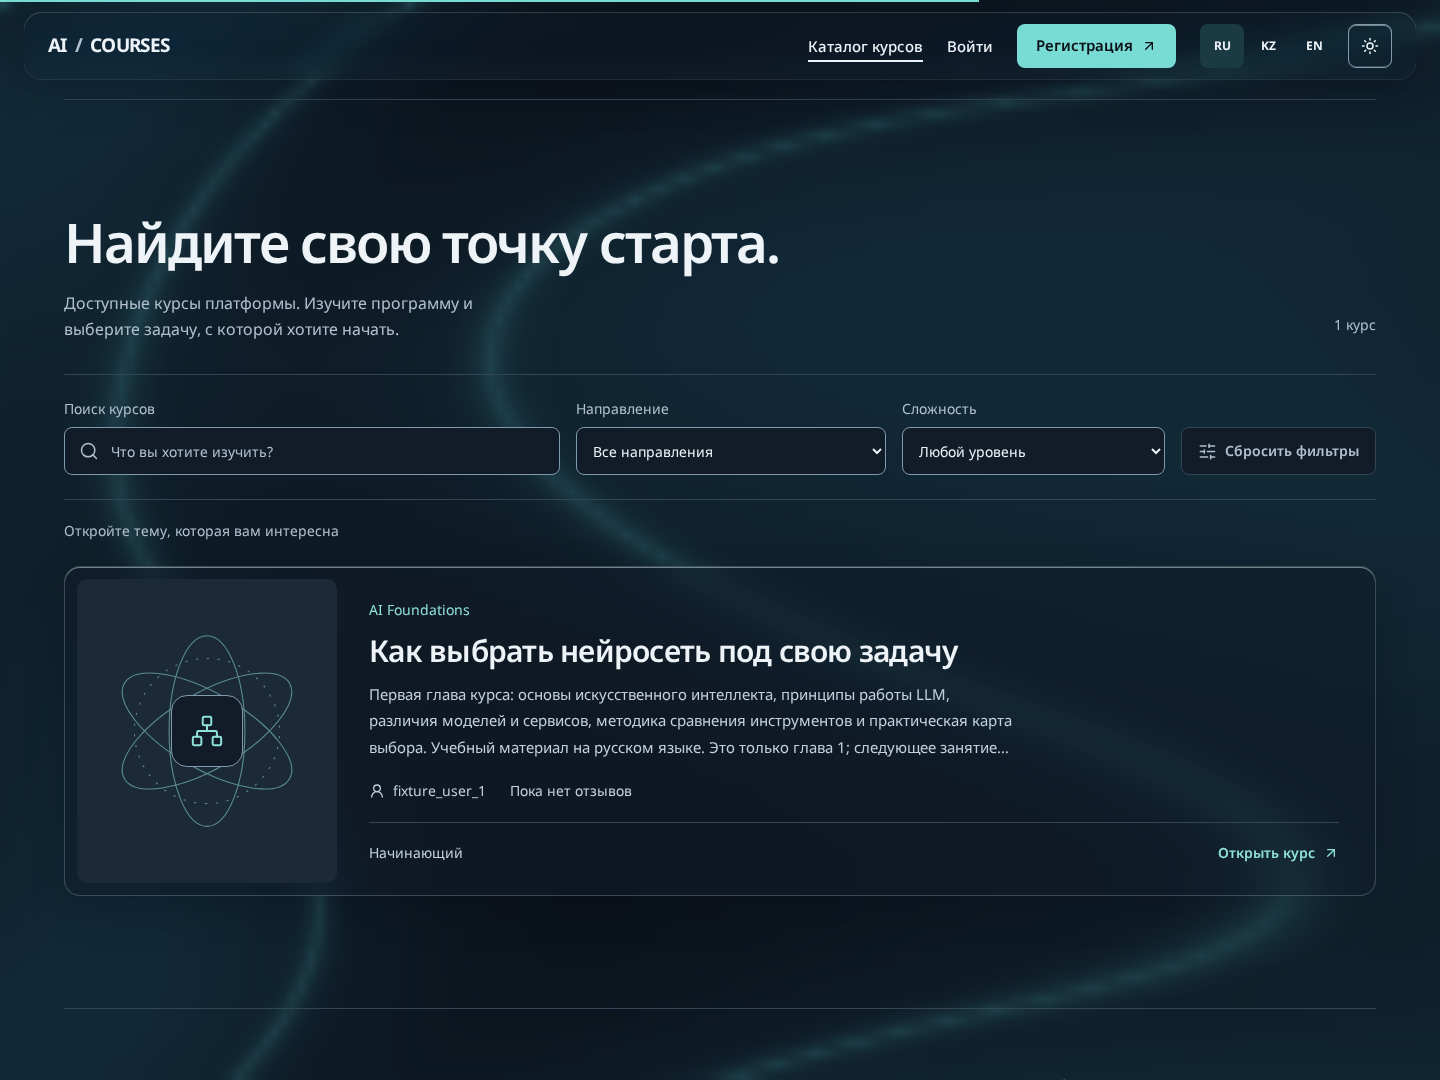 AI / COURSES
Каталог курсов
Войти
Регистрация
RU
KZ
EN
Найдите свою точку старта.
Доступные курсы платформы. Изучите программу и
выберите задачу, с которой хотите начать.
1 курс
Поиск курсов
Направление
Сложность
Что вы хотите изучить?
Все направления
Любой уровень
Сбросить фильтры
Откройте тему, которая вам интересна
AI Foundations
Как выбрать нейросеть под свою задачу
Первая глава курса: основы искусственного интеллекта, принципы работы LLM,
различия моделей и сервисов, методика сравнения инструментов и практическая карта
выбора. Учебный материал на русском языке. Это только глава 1; следующее занятие...
fixture_user_1
Пока нет отзывов
Начинающий
Открыть курс